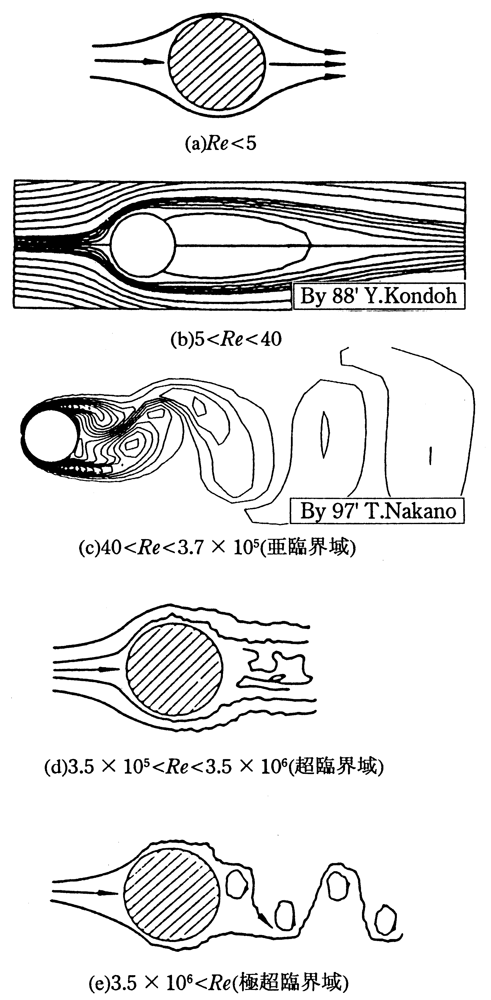 (a)Re<5
By 88' Y.Kondoh
(b)5<Re<40
By 97' T.Nakano
(c)40<Re<3.7 × 10⁵(亜臨界域)
(d)3.5 × 10⁵<Re<3.5 × 10⁶(超臨界域)
(e)3.5 × 10⁶<Re(極超臨界域)